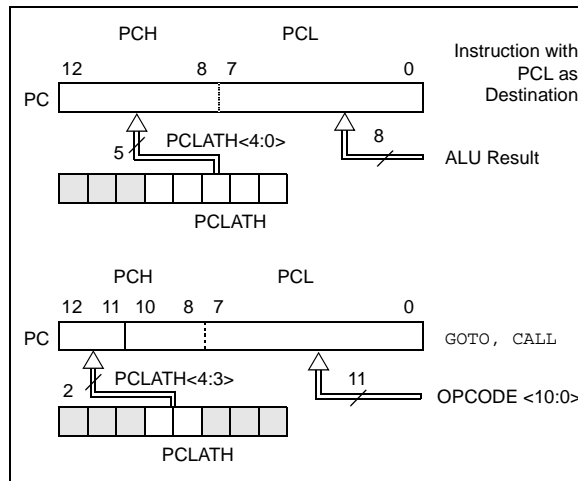 PCH PCL
12 8 7 0
Instruction with
PCL as
Destination
PC
5 PCLATH<4:0> 8
ALU Result
PCLATH
PCH PCL
12 11 10 8 7 0
PC
GOTO, CALL
2 PCLATH<4:3> 11
OPCODE <10:0>
PCLATH